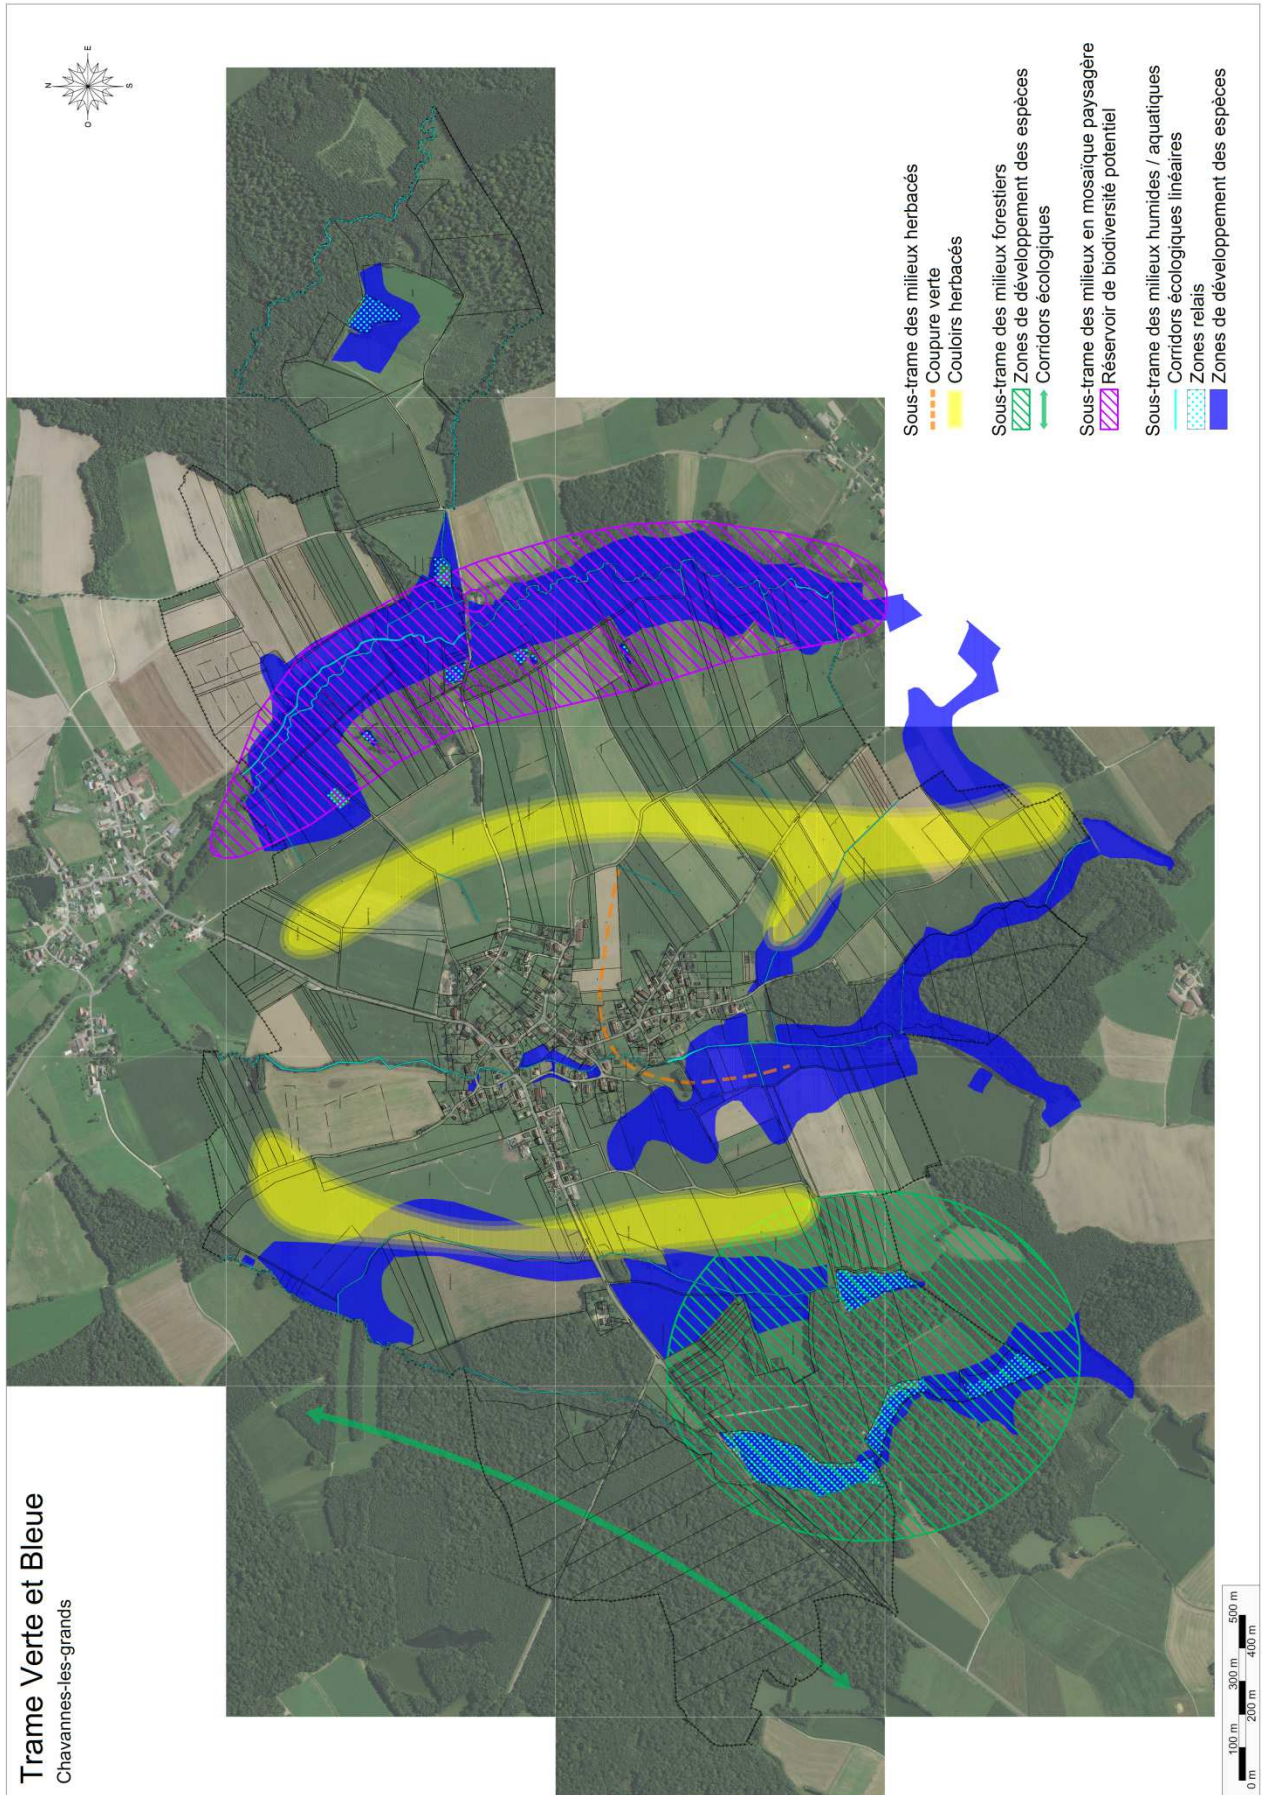 Trame Verte et Bleue
Chavannes-les-grands
N
E
S
O
Sous-trame des milieux herbacés
Coupure verte
Couloirs herbacés
Sous-trame des milieux forestiers
Zones de développement des espèces
Corridors écologiques
Sous-trame des milieux en mosaïque paysagère
Réservoir de biodiversité potentiel
Sous-trame des milieux humides / aquatiques
Corridors écologiques linéaires
Zones relais
Zones de développement des espèces
100 m 300 m 500 m
0 m 200 m 400 m